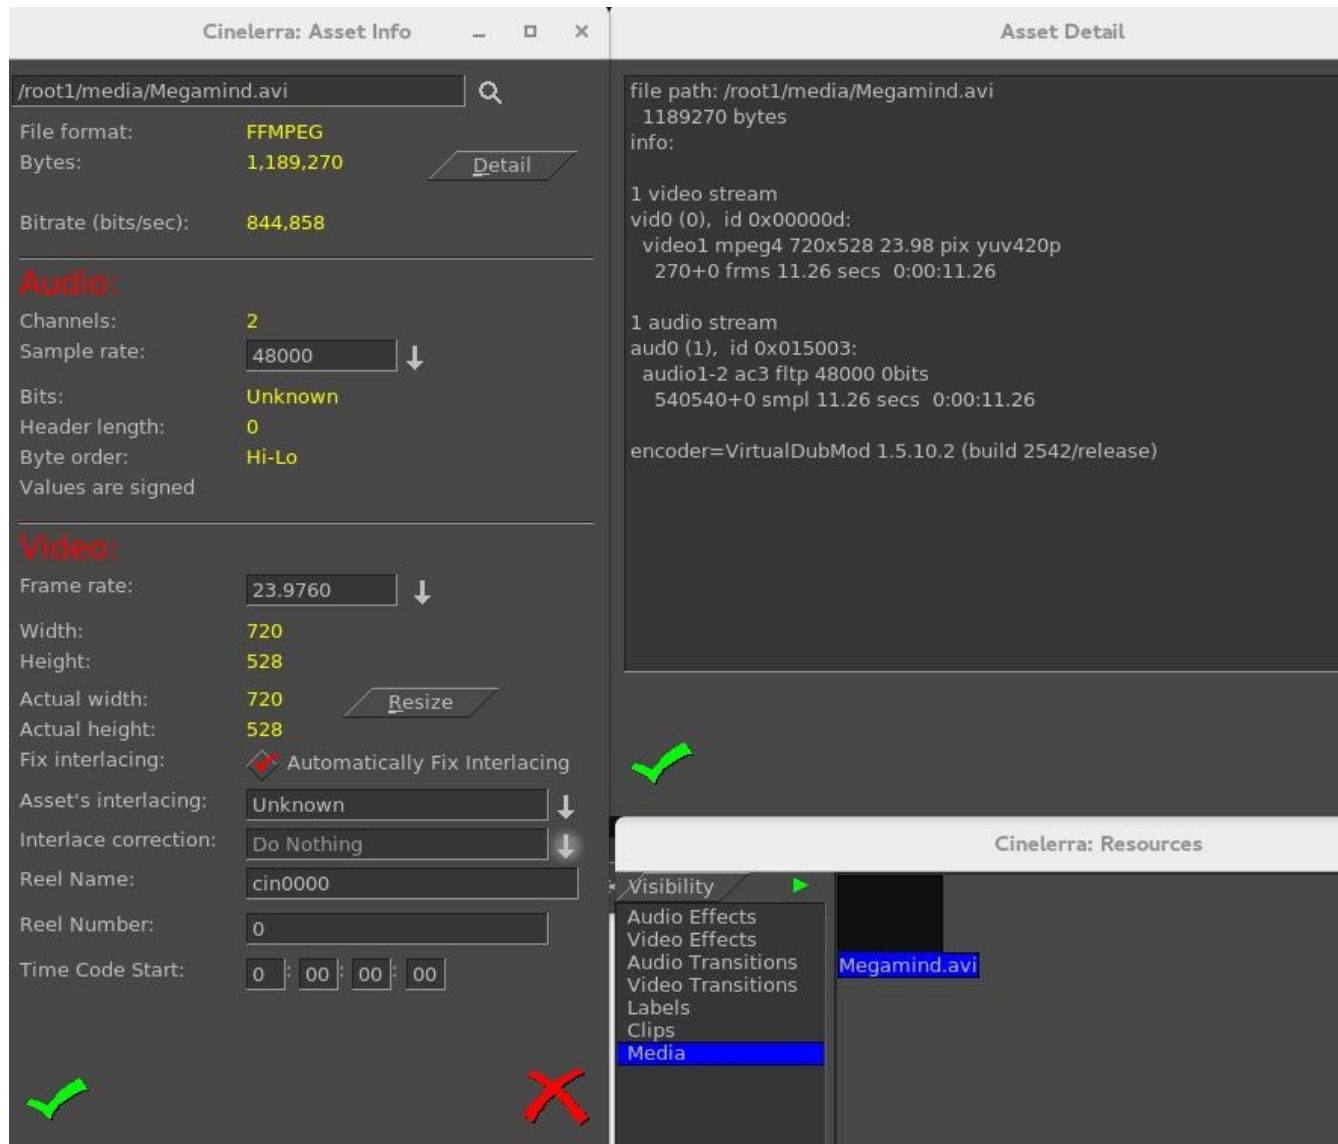 Cinelerra: Asset Info
/root1/media/Megamind.avi
File format: FFMPEG
Bytes: 1,189,270
Detail
Bitrate (bits/sec): 844,858
Audio:
Channels: 2
Sample rate: 48000
Bits: Unknown
Header length: 0
Byte order: Hi-Lo
Values are signed
Video:
Frame rate: 23.9760
Width: 720
Height: 528
Actual width: 720
Resize
Actual height: 528
Fix interlacing: Automatically Fix Interlacing
Asset's interlacing: Unknown
Interlace correction: Do Nothing
Reel Name: cin0000
Reel Number: 0
Time Code Start: 0 : 00 : 00 : 00
Asset Detail
file path: /root1/media/Megamind.avi
1189270 bytes
info:
1 video stream
vid0 (0), id 0x00000d:
video1 mpeg4 720x528 23.98 pix yuv420p
270+0 frms 11.26 secs 0:00:11.26
1 audio stream
aud0 (1), id 0x015003:
audio1-2 ac3 fltp 48000 0bits
540540+0 smpl 11.26 secs 0:00:11.26
encoder=VirtualDubMod 1.5.10.2 (build 2542/release)
Cinelerra: Resources
Visibility
Audio Effects
Video Effects
Audio Transitions
Video Transitions
Labels
Clips
Media
Megamind.avi